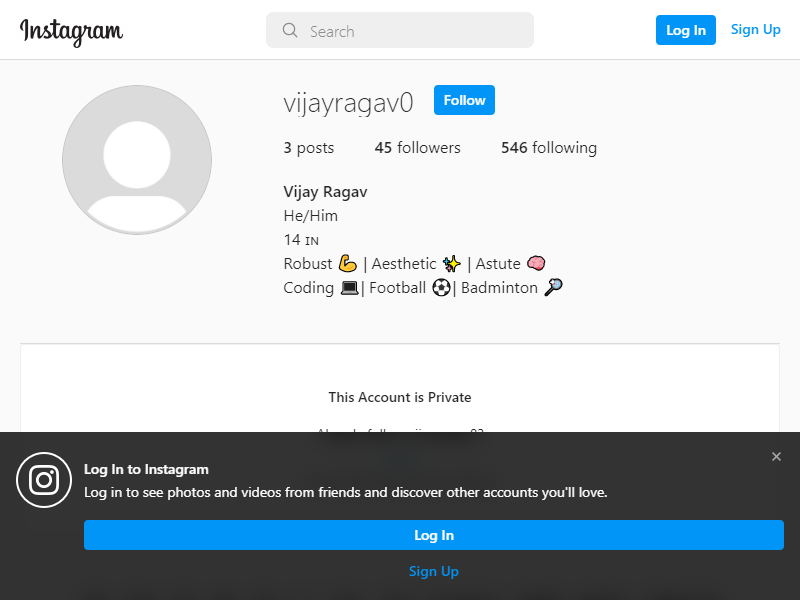 Instagram
Search
Log In
Sign Up
vijayragav0
Follow
3 posts
45 followers
546 following
Vijay Ragav
He/Him
14 ɪɴ
Robust 💪 | Aesthetic ✨ | Astute 🧠
Coding 💻| Football ⚽| Badminton 🏸
This Account is Private
Log In to Instagram
Log in to see photos and videos from friends and discover other accounts you'll love.
Log In
Sign Up